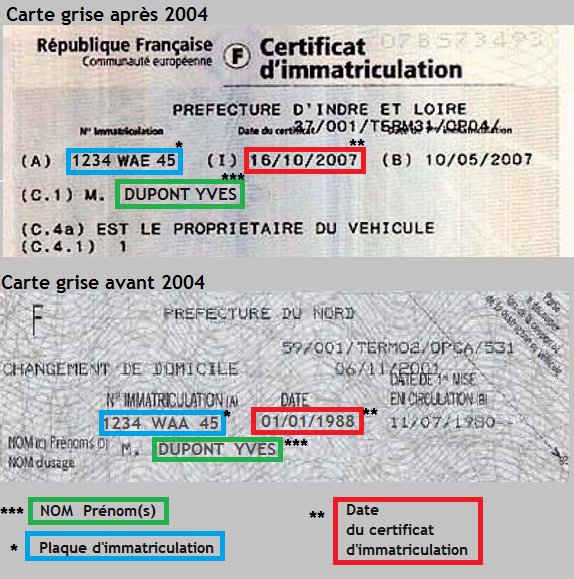 Carte grise après 2004
République Française
Communauté européenne
F
Certificat
d'immatriculation
07B573493
PREFECTURE D'INDRE ET LOIRE
37/001/TERM31/OPO4/
N° Immatriculation Date du certificat
* **
(A) 1234 WAE 45 (I) 16/10/2007 (B) 10/05/2007
***
(C.1) M. DUPONT YVES
(C.4a) EST LE PROPRIETAIRE DU VEHICULE
(C.4.1) 1
Carte grise avant 2004
F
PREFECTURE DU NORD
59/001/TERMO2/OPCA/531
CHANGEMENT DE DOMICILE 06/11/2001
DATE DE 1re MISE
N° IMMATRICULATION (A) DATE EN CIRCULATION (B)
1234 WAA 45 * 01/01/1988 ** 11/07/1980
NOM (C) Prénoms (D) M. DUPONT YVES ***
NOM d'usage
*** NOM Prénom(s)
* Plaque d'immatriculation
** Date
du certificat
d'immatriculation